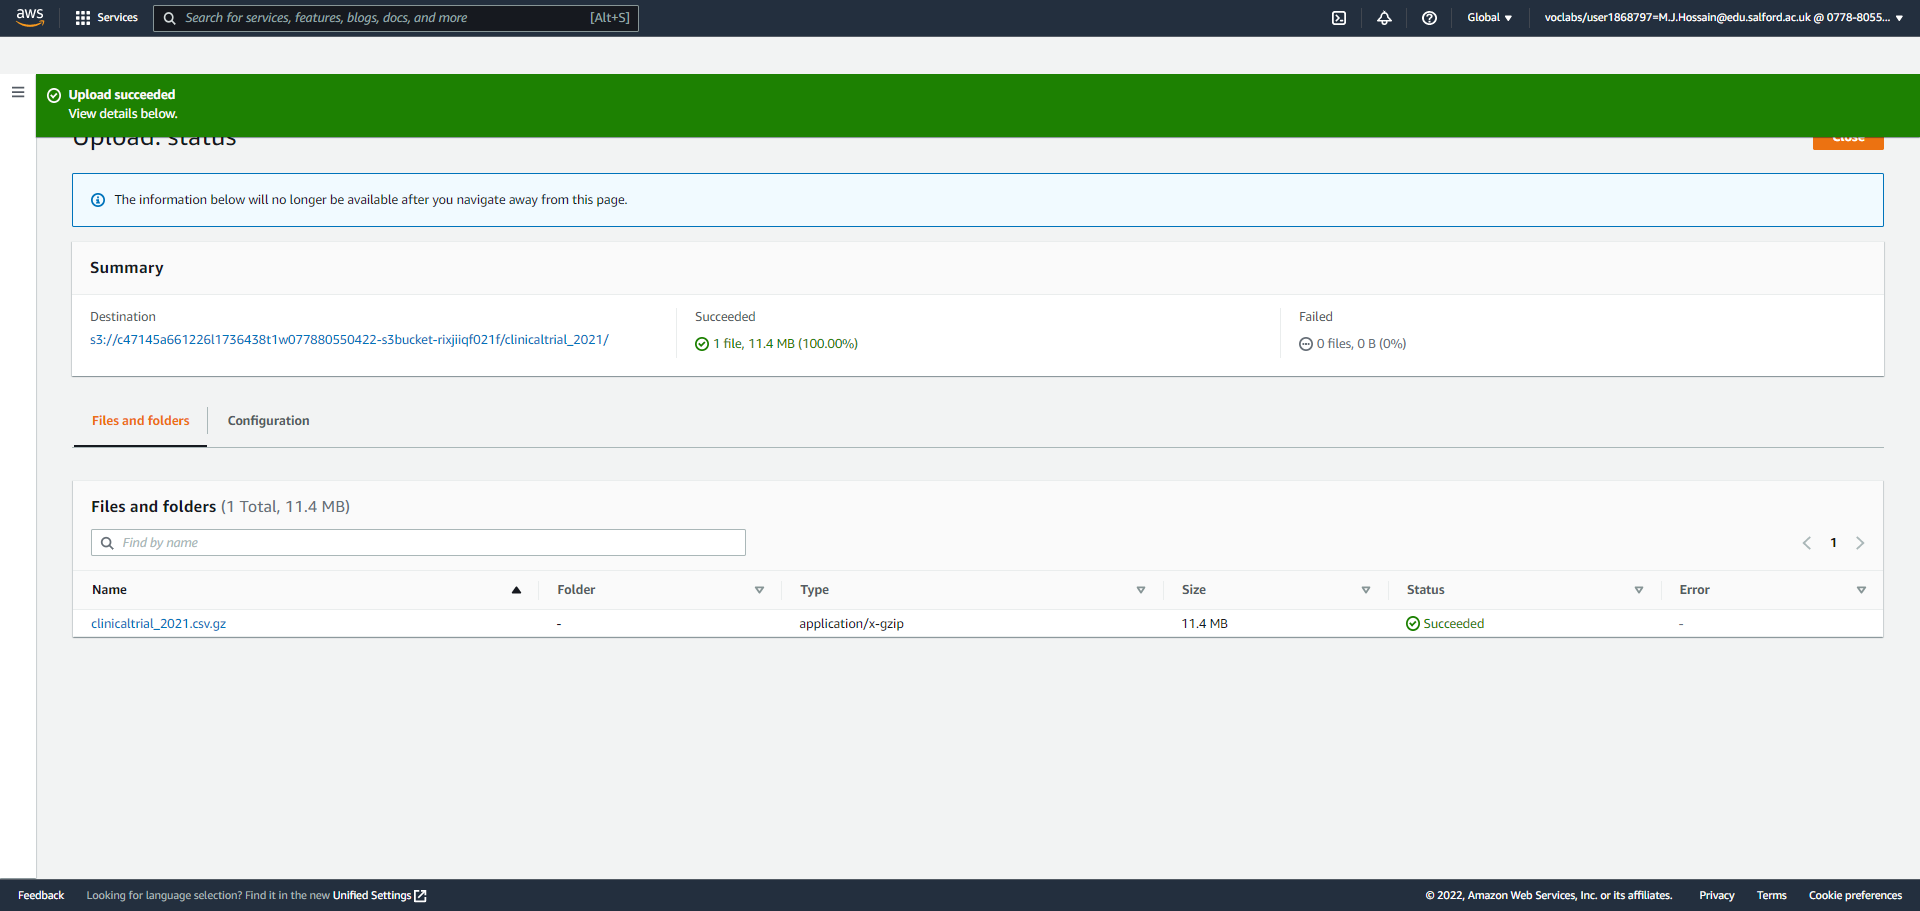 aws Services Search for services, features, blogs, docs, and more [Alt+S] Global voclabs/user1868797=M.J.Hossain@edu.salford.ac.uk @ 0778-8055...
Upload succeeded
View details below.
Upload: status Close
The information below will no longer be available after you navigate away from this page.
Summary
Destination Succeeded Failed
s3://c47145a661226l1736438t1w077880550422-s3bucket-rixjiiqf021f/clinicaltrial_2021/ 1 file, 11.4 MB (100.00%) 0 files, 0 B (0%)
Files and folders Configuration
Files and folders (1 Total, 11.4 MB)
Find by name 1
Name Folder Type Size Status Error
clinicaltrial_2021.csv.gz - application/x-gzip 11.4 MB Succeeded -
Feedback Looking for language selection? Find it in the new Unified Settings © 2022, Amazon Web Services, Inc. or its affiliates. Privacy Terms Cookie preferences